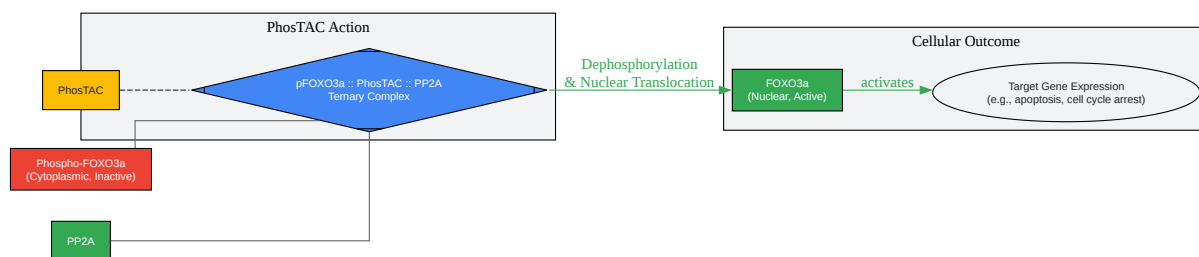 PhosTAC Action
PhosTAC
pFOXO3a :: PhosTAC :: PP2A
Ternary Complex
Phospho-FOXO3a
(Cytoplasmic, Inactive)
PP2A
Dephosphorylation
& Nuclear Translocation
Cellular Outcome
FOXO3a
(Nuclear, Active)
activates
Target Gene Expression
(e.g., apoptosis, cell cycle arrest)